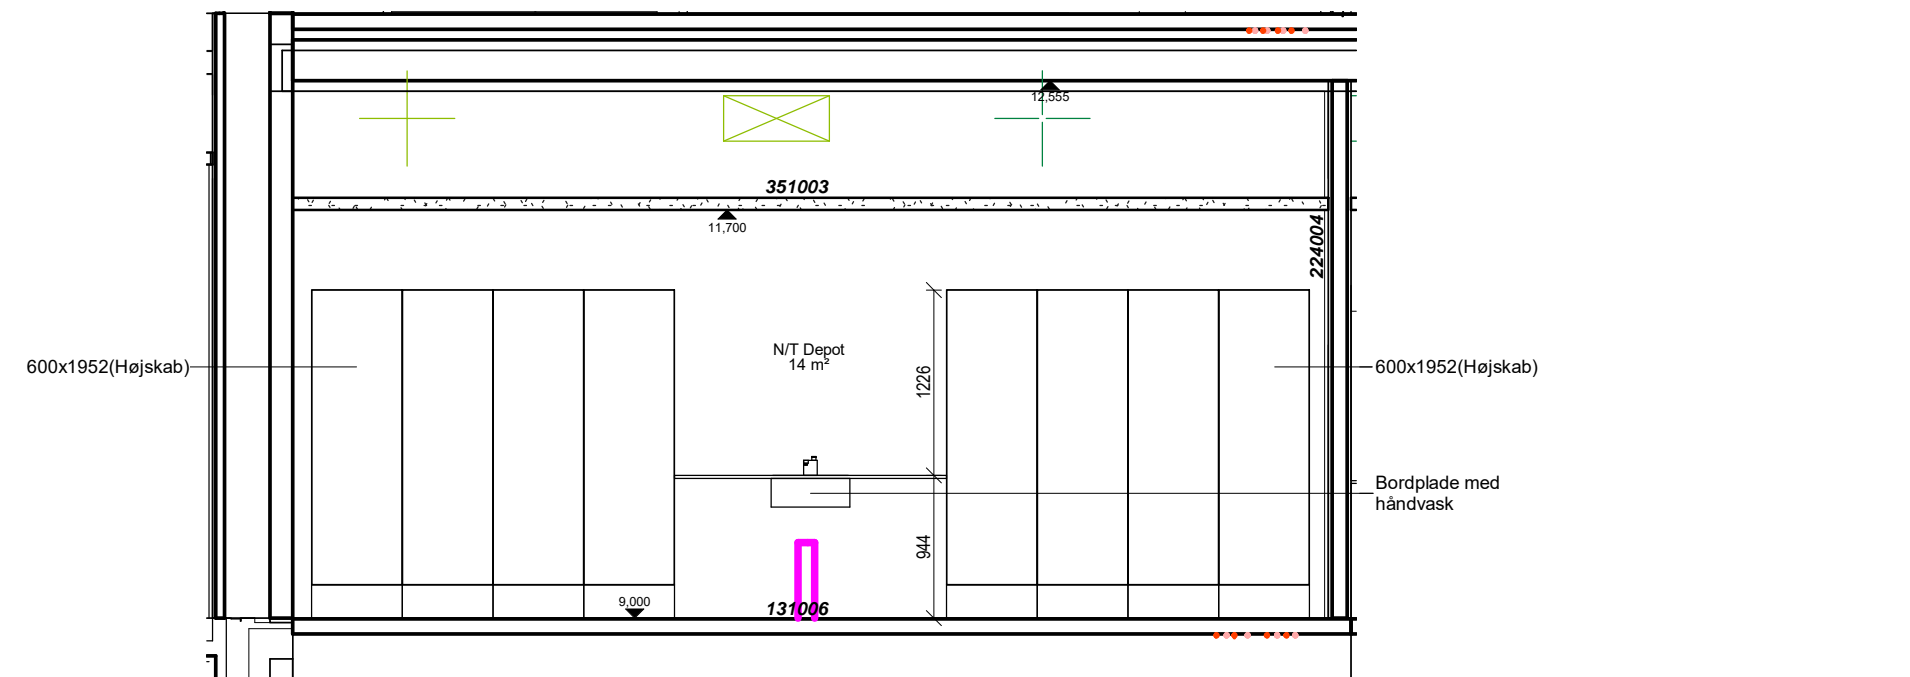 12,555
351003
11,700
224004
N/T Depot
14 m²
600x1952(Højskab)
600x1952(Højskab)
1226
Bordplade med
håndvask
944
9,000
131006